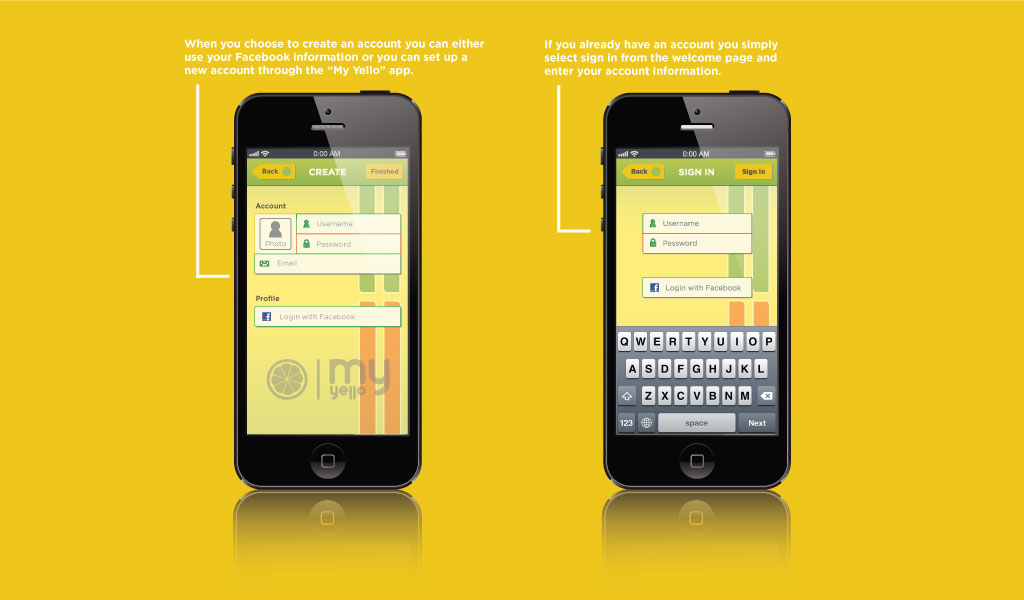 When you choose to create an account you can either
use your Facebook information or you can set up a
new account through the “My Yello” app.
0:00 AM
Back
CREATE
Finished
Account
Photo
Username
Password
Email
Profile
Login with Facebook
my
yello
If you already have an account you simply
select sign in from the welcome page and
enter your account information.
0:00 AM
Back
SIGN IN
Sign In
Username
Password
Login with Facebook
Q W E R T Y U I O P
A S D F G H J K L
Z X C V B N M
123 space Next